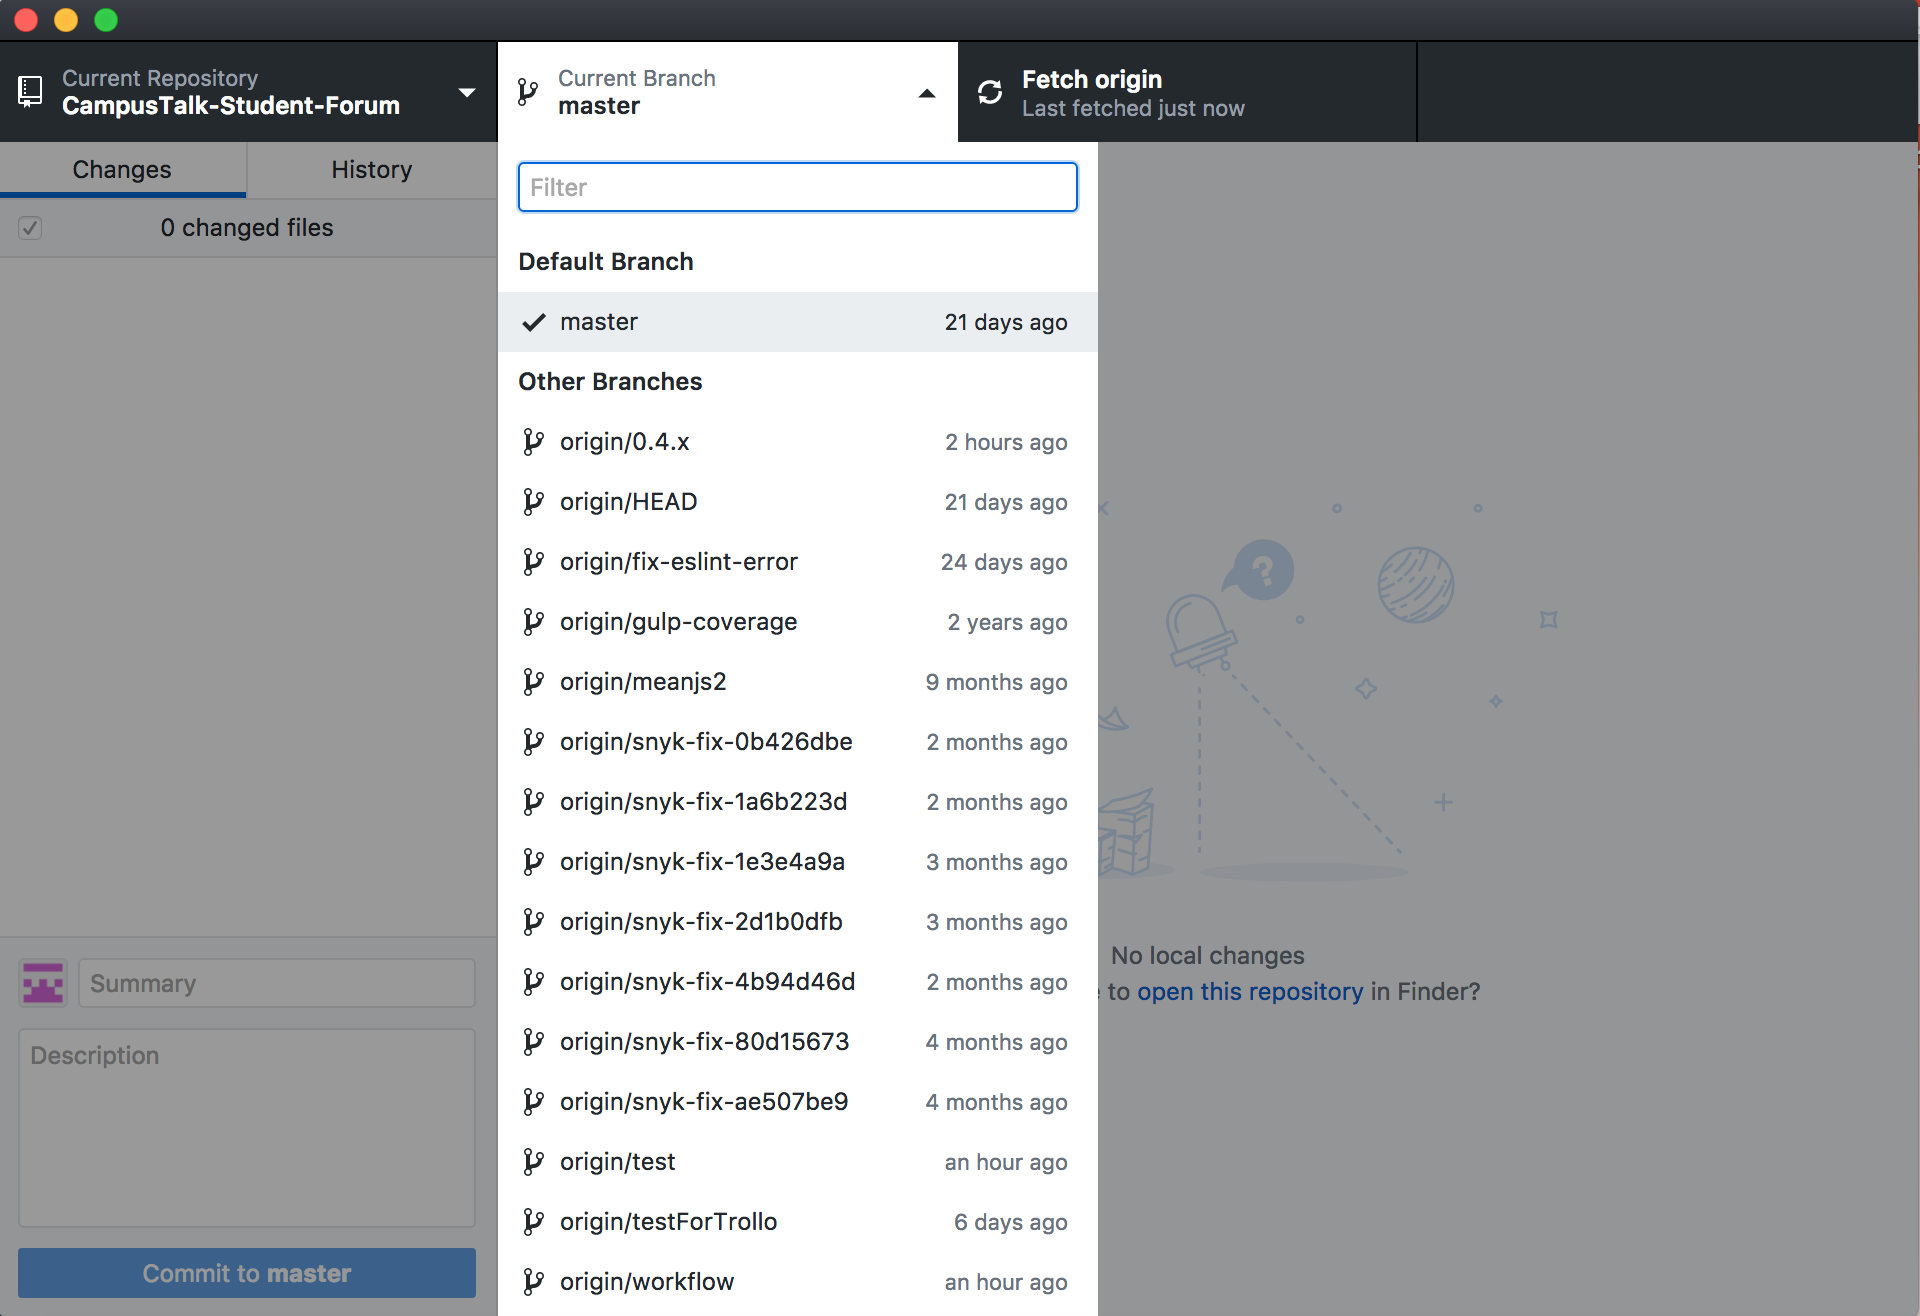 Current Repository
CampusTalk-Student-Forum
Current Branch
master
Fetch origin
Last fetched just now
Changes
History
0 changed files
Filter
Default Branch
master 21 days ago
Other Branches
origin/0.4.x 2 hours ago
origin/HEAD 21 days ago
origin/fix-eslint-error 24 days ago
origin/gulp-coverage 2 years ago
origin/meanjs2 9 months ago
origin/snyk-fix-0b426dbe 2 months ago
origin/snyk-fix-1a6b223d 2 months ago
origin/snyk-fix-1e3e4a9a 3 months ago
origin/snyk-fix-2d1b0dfb 3 months ago
origin/snyk-fix-4b94d46d 2 months ago
origin/snyk-fix-80d15673 4 months ago
origin/snyk-fix-ae507be9 4 months ago
origin/test an hour ago
origin/testForTrollo 6 days ago
origin/workflow an hour ago
?
No local changes
to open this repository in Finder?
Summary
Description
Commit to master